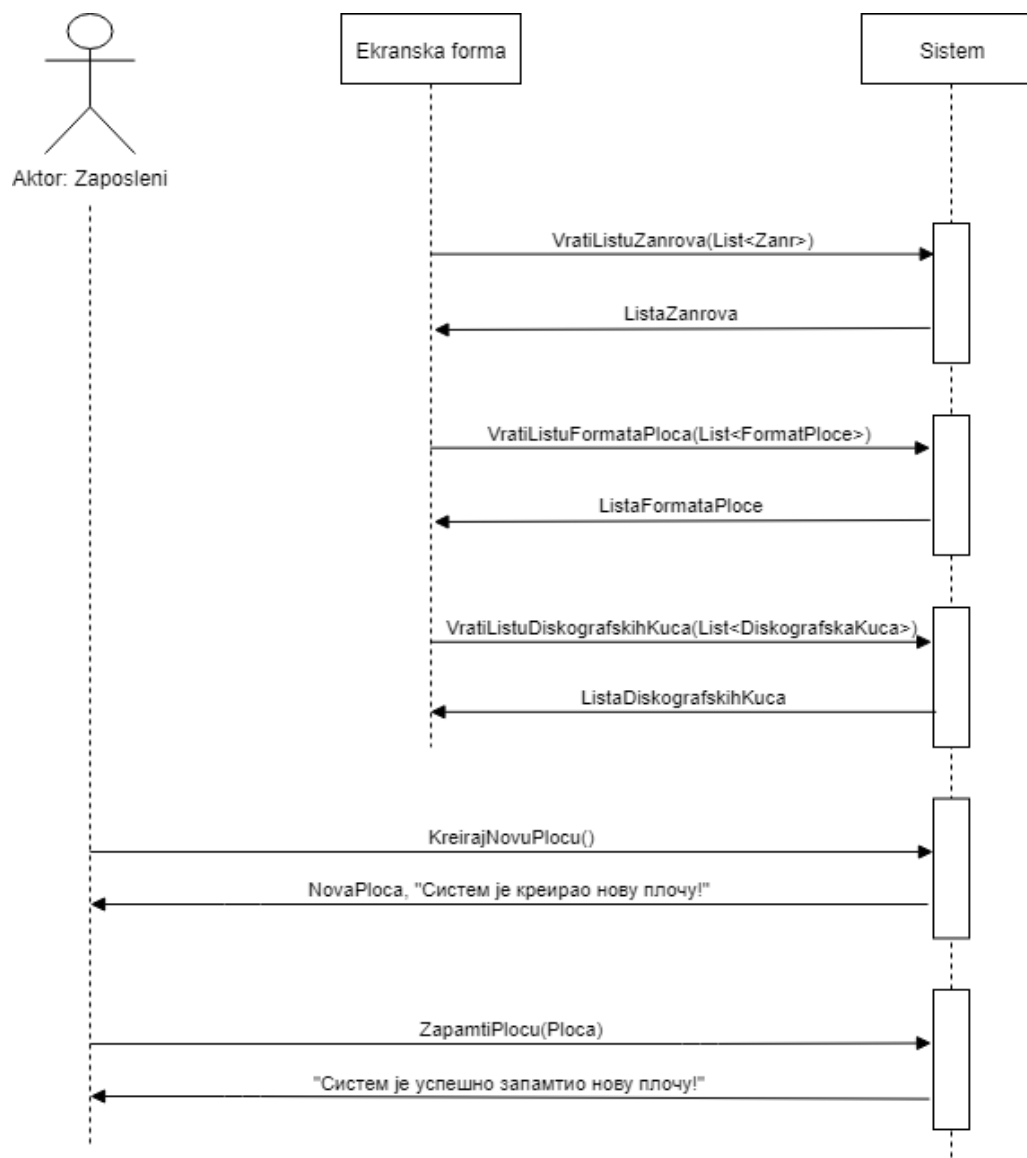 Ekranska forma
Sistem
Aktor: Zaposleni
VratiListuZanrova(List<Zanr>)
ListaZanrova
VratiListuFormataPloca(List<FormatPloce>)
ListaFormataPloce
VratiListuDiskografskihKuca(List<DiskografskaKuca>)
ListaDiskografskihKuca
KreirajNovuPlocu()
NovaPloca, "Систем је креирао нову плочу!"
ZapamtiPlocu(Ploca)
"Систем је успешно запамтио нову плочу!"